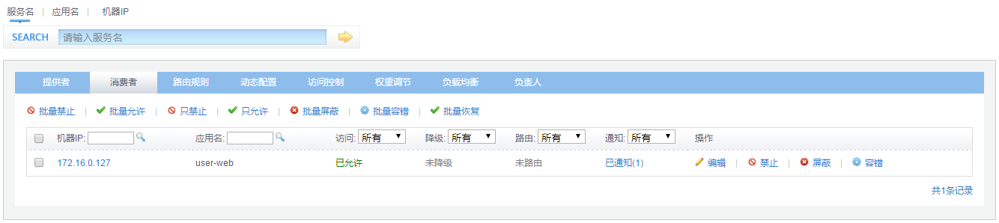 服务名 | 应用名 | 机器IP
SEARCH 请输入服务名
提供者 消费者 路由规则 动态配置 访问控制 权重调节 负载均衡 负责人
批量禁止 | 批量允许 | 只禁止 | 只允许 | 批量屏蔽 | 批量容错 | 批量恢复
机器IP: 应用名: 访问: 所有 降级: 所有 路由: 所有 通知: 所有 操作
172.16.0.127 user-web 已允许 未降级 未路由 已通知(1) 编辑 | 禁止 | 屏蔽 | 容错
共1条记录